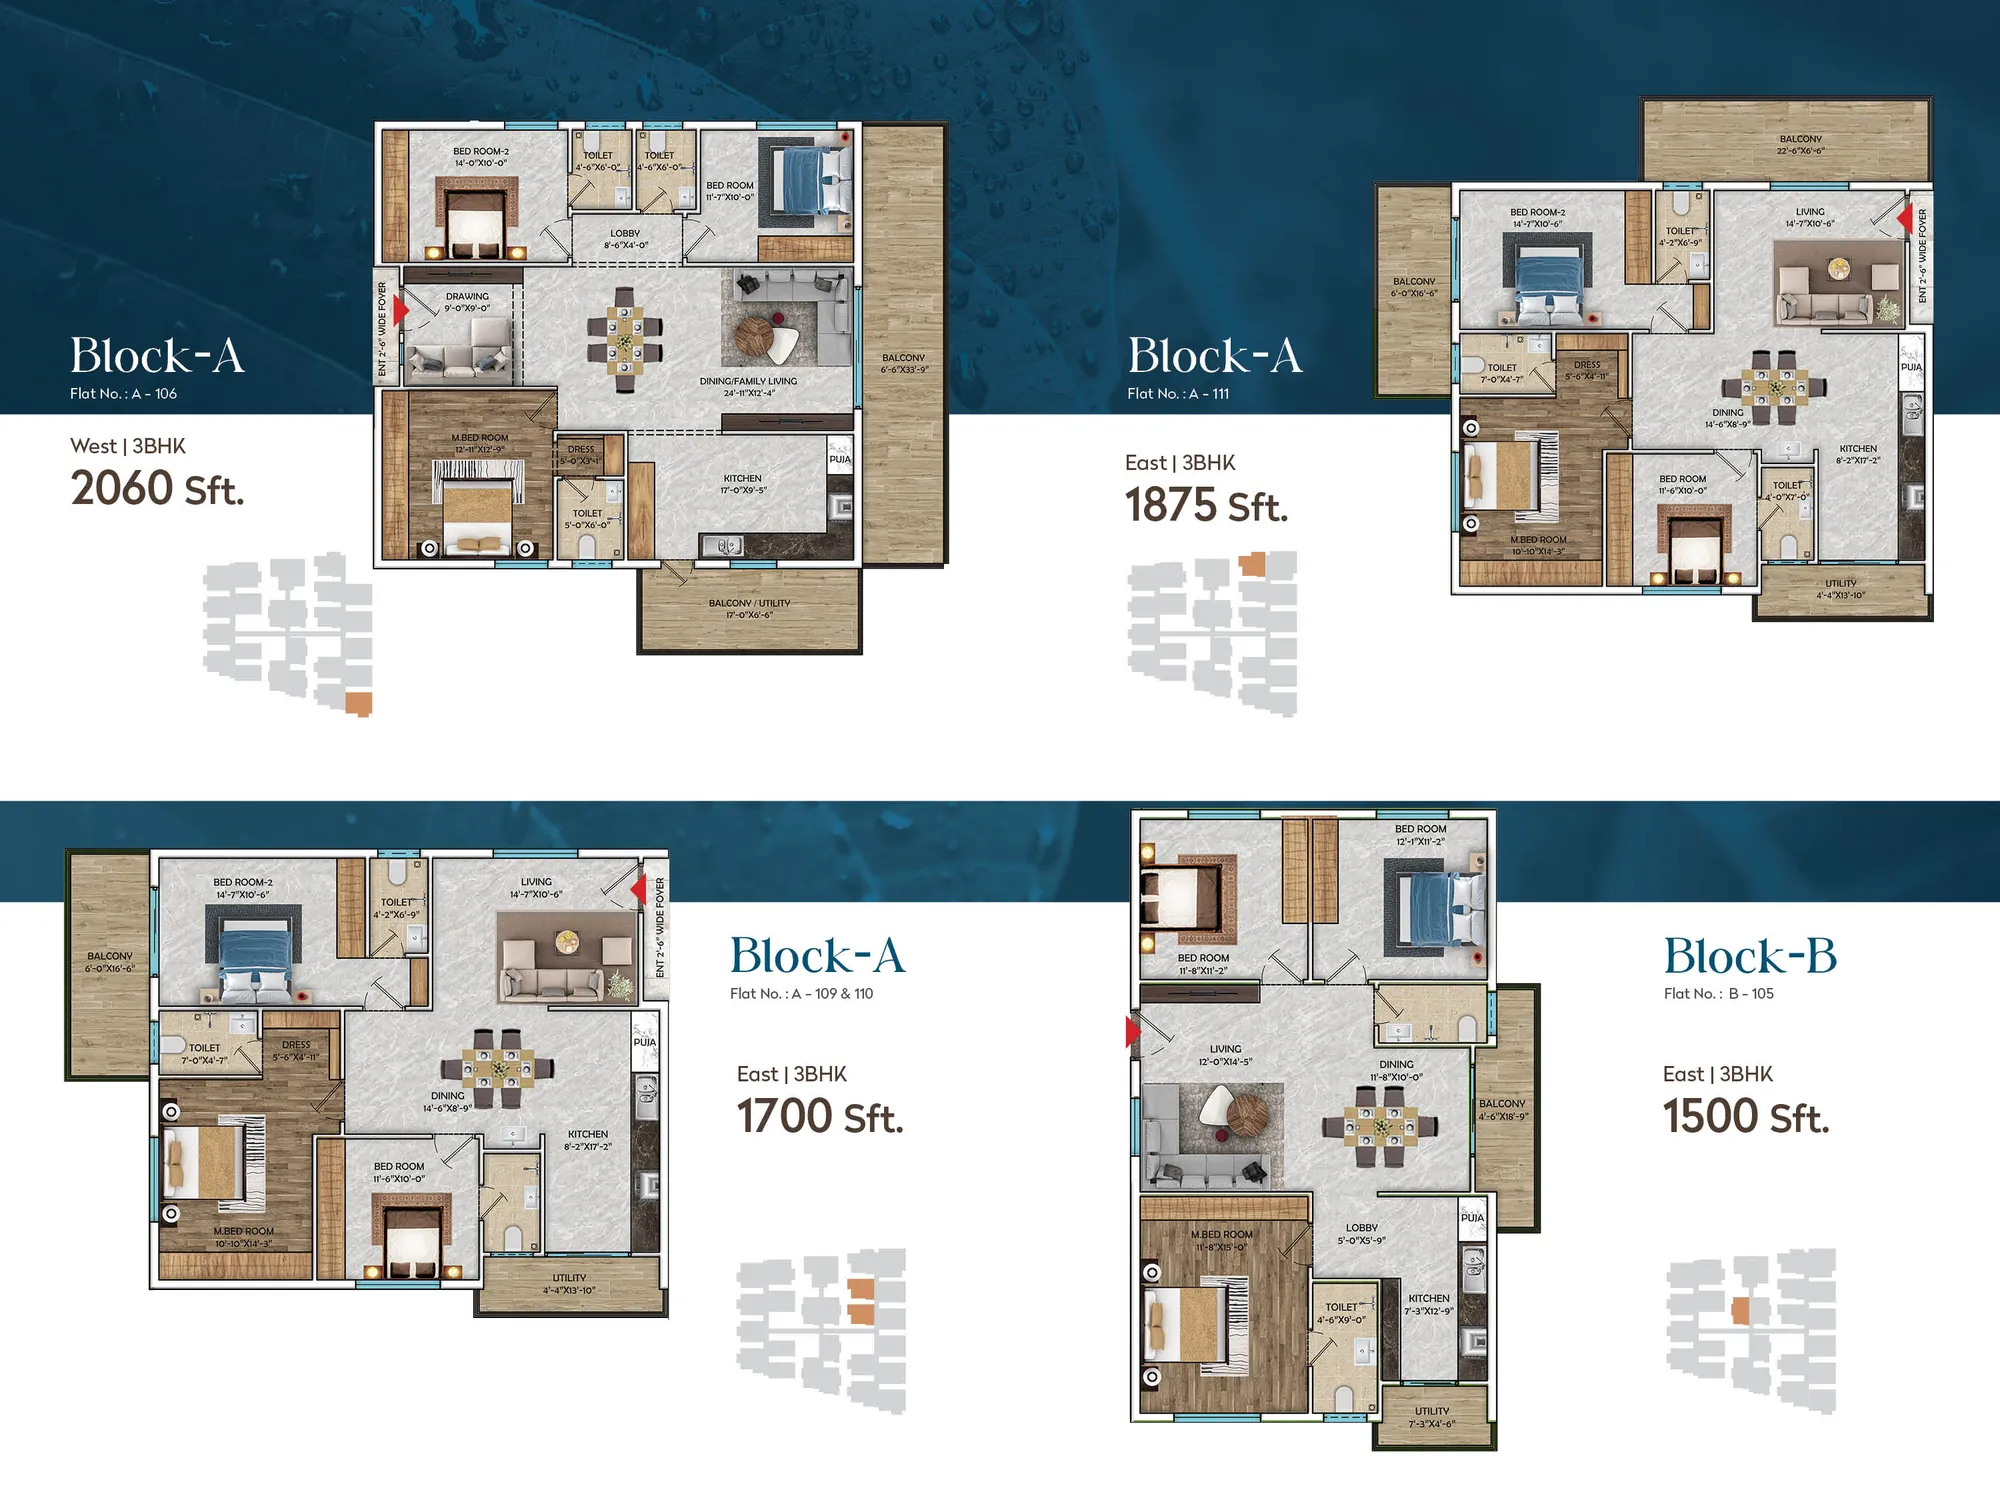 Block-A
Flat No. : A - 106
West | 3BHK
2060 Sft.
BED ROOM-2
14'-0"X10'-0"
TOILET
4'-6"X6'-0"
TOILET
4'-6"X6'-0"
BED ROOM
11'-7"X10'-0"
LOBBY
8'-6"X4'-0"
ENT 2'-6" WIDE FOYER
DRAWING
9'-0"X9'-0"
DINING/FAMILY LIVING
24'-11"X12'-4"
BALCONY
6'-6"X33'-9"
M.BED ROOM
12'-11"X12'-9"
DRESS
5'-0"X3'-1"
TOILET
5'-0"X6'-0"
KITCHEN
17'-0"X9'-5"
PUJA
BALCONY / UTILITY
17'-0"X6'-6"
Block-A
Flat No. : A - 111
East | 3BHK
1875 Sft.
BALCONY
22'-6"X6'-6"
BALCONY
6'-0"X16'-6"
BED ROOM-2
14'-7"X10'-6"
TOILET
4'-2"X6'-9"
LIVING
14'-7"X10'-6"
ENT 2'-6" WIDE FOYER
TOILET
7'-0"X4'-7"
DRESS
5'-6"X4'-11"
PUJA
DINING
14'-6"X8'-9"
KITCHEN
8'-2"X17'-2"
BED ROOM
11'-6"X10'-0"
TOILET
4'-0"X7'-0"
M.BED ROOM
10'-10"X14'-3"
UTILITY
4'-4"X13'-10"
BALCONY
6'-0"X16'-6"
BED ROOM-2
14'-7"X10'-6"
TOILET
4'-2"X6'-9"
LIVING
14'-7"X10'-6"
ENT 2'-6" WIDE FOYER
TOILET
7'-0"X4'-7"
DRESS
5'-6"X4'-11"
PUJA
DINING
14'-6"X8'-9"
KITCHEN
8'-2"X17'-2"
BED ROOM
11'-6"X10'-0"
M.BED ROOM
10'-10"X14'-3"
UTILITY
4'-4"X13'-10"
Block-A
Flat No. : A - 109 & 110
East | 3BHK
1700 Sft.
BED ROOM
12'-1"X11'-2"
BED ROOM
11'-8"X11'-2"
LIVING
12'-0"X14'-5"
DINING
11'-8"X10'-0"
BALCONY
4'-6"X18'-9"
M.BED ROOM
11'-8"X15'-0"
LOBBY
5'-0"X5'-9"
PUJA
TOILET
4'-6"X9'-0"
KITCHEN
7'-3"X12'-9"
UTILITY
7'-3"X4'-6"
Block-B
Flat No. : B - 105
East | 3BHK
1500 Sft.